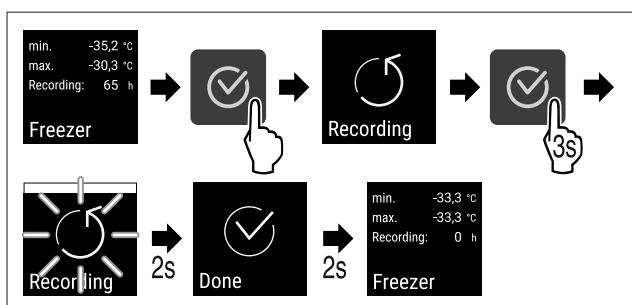 min. -35,2 °C
max. -30,3 °C
Recording: 65 h
Freezer
Recording
3s
Recording
2s
Done
2s
min. -33,3 °C
max. -33,3 °C
Recording: 0 h
Freezer